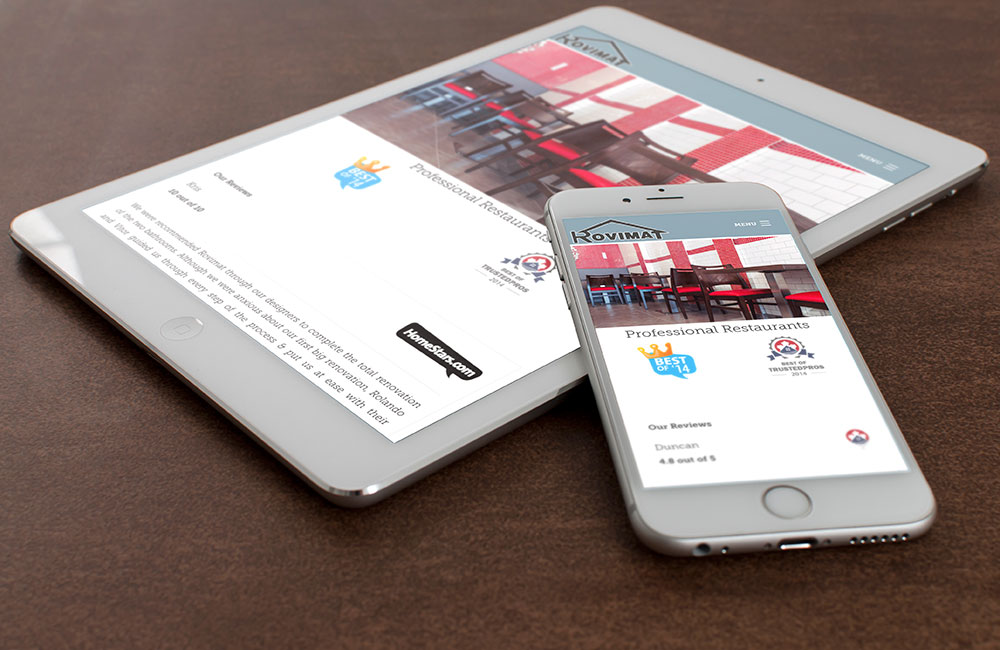 ROVIMAT
MENU
Professional Restaurants
BEST
OF '14
BEST OF
TRUSTEDPROS
2014
Our Reviews
Kris
10 out of 10
HomeStars.com
We were recommended Rovimat through our designers to complete the total renovation
of the two bathrooms. Although we were anxious about our first big renovation, Rolando
and Vitor guided us through every step of the process & put us at ease with their
ROVIMAT
MENU
Professional Restaurants
BEST
OF '14
BEST OF
TRUSTEDPROS
2014
Our Reviews
Duncan
4.8 out of 5